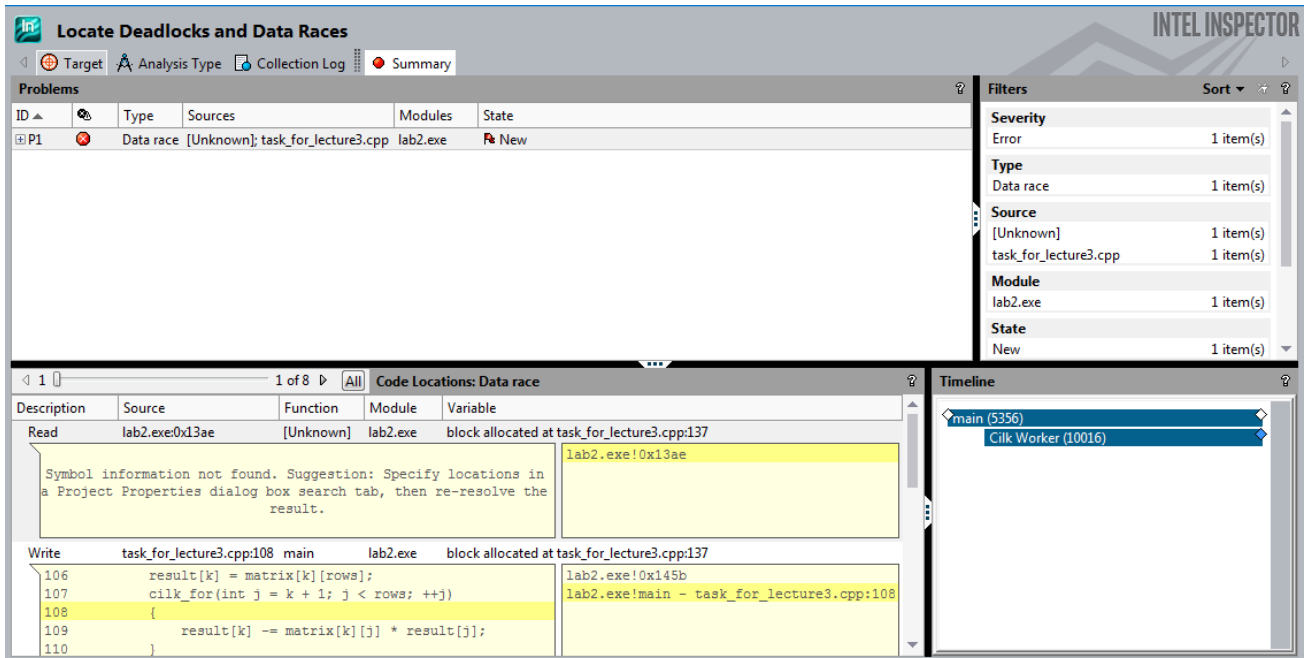 Locate Deadlocks and Data Races
INTEL INSPECTOR
Target Analysis Type Collection Log Summary
Problems ?
ID Type Sources Modules State
P1 Data race [Unknown]; task_for_lecture3.cpp lab2.exe New
Filters Sort ?
Severity
Error 1 item(s)
Type
Data race 1 item(s)
Source
[Unknown] 1 item(s)
task_for_lecture3.cpp 1 item(s)
Module
lab2.exe 1 item(s)
State
New 1 item(s)
1 1 of 8 All Code Locations: Data race ?
Description Source Function Module Variable
Read lab2.exe:0x13ae [Unknown] lab2.exe block allocated at task_for_lecture3.cpp:137
lab2.exe!0x13ae
Symbol information not found. Suggestion: Specify locations in
a Project Properties dialog box search tab, then re-resolve the
result.
Write task_for_lecture3.cpp:108 main lab2.exe block allocated at task_for_lecture3.cpp:137
106 result[k] = matrix[k][rows]; lab2.exe!0x145b
107 cilk_for(int j = k + 1; j < rows; ++j) lab2.exe!main - task_for_lecture3.cpp:108
108 {
109 result[k] -= matrix[k][j] * result[j];
110 }
Timeline ?
main (5356)
Cilk Worker (10016)